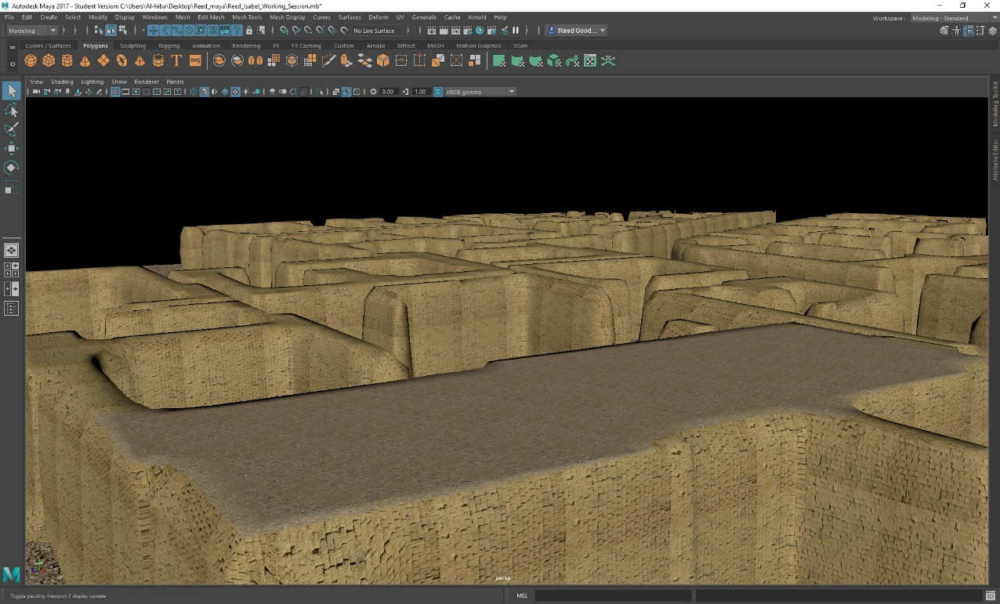 Autodesk Maya 2017 - Student Version: C:\Users\Al-hiba\Desktop\Reed_maya\Reed_Isabel_Working_Session.mb*
File Edit Create Select Modify Display Windows Mesh Edit Mesh Mesh Tools Mesh Display Curves Surfaces Deform UV Generate Cache Arnold Help
Workspace : Modeling - Standard
Modeling No Live Surface Reed Good...
Curves / Surfaces Polygons Sculpting Rigging Animation Rendering FX FX Caching Custom Arnold Bifrost MASH Motion Graphics XGen
T SVG
View Shading Lighting Show Renderer Panels
0.00 1.00 sRGB gamma
Modeling Toolkit
Attribute Editor
persp
M
Toggle pausing Viewport 2 display update
MEL